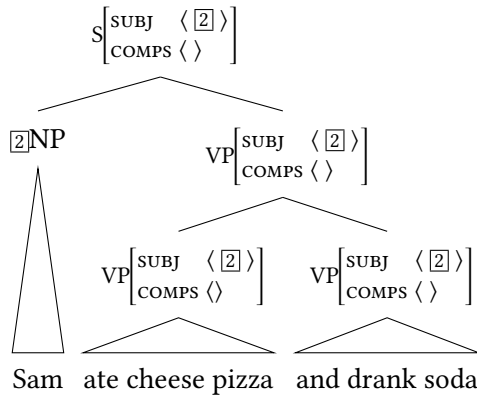 S[SUBJ ⟨ 2 ⟩
COMPS ⟨ ⟩]
2NP
VP[SUBJ ⟨ 2 ⟩
COMPS ⟨ ⟩]
VP[SUBJ ⟨ 2 ⟩
COMPS ⟨⟩]
VP[SUBJ ⟨ 2 ⟩
COMPS ⟨ ⟩]
Sam ate cheese pizza and drank soda